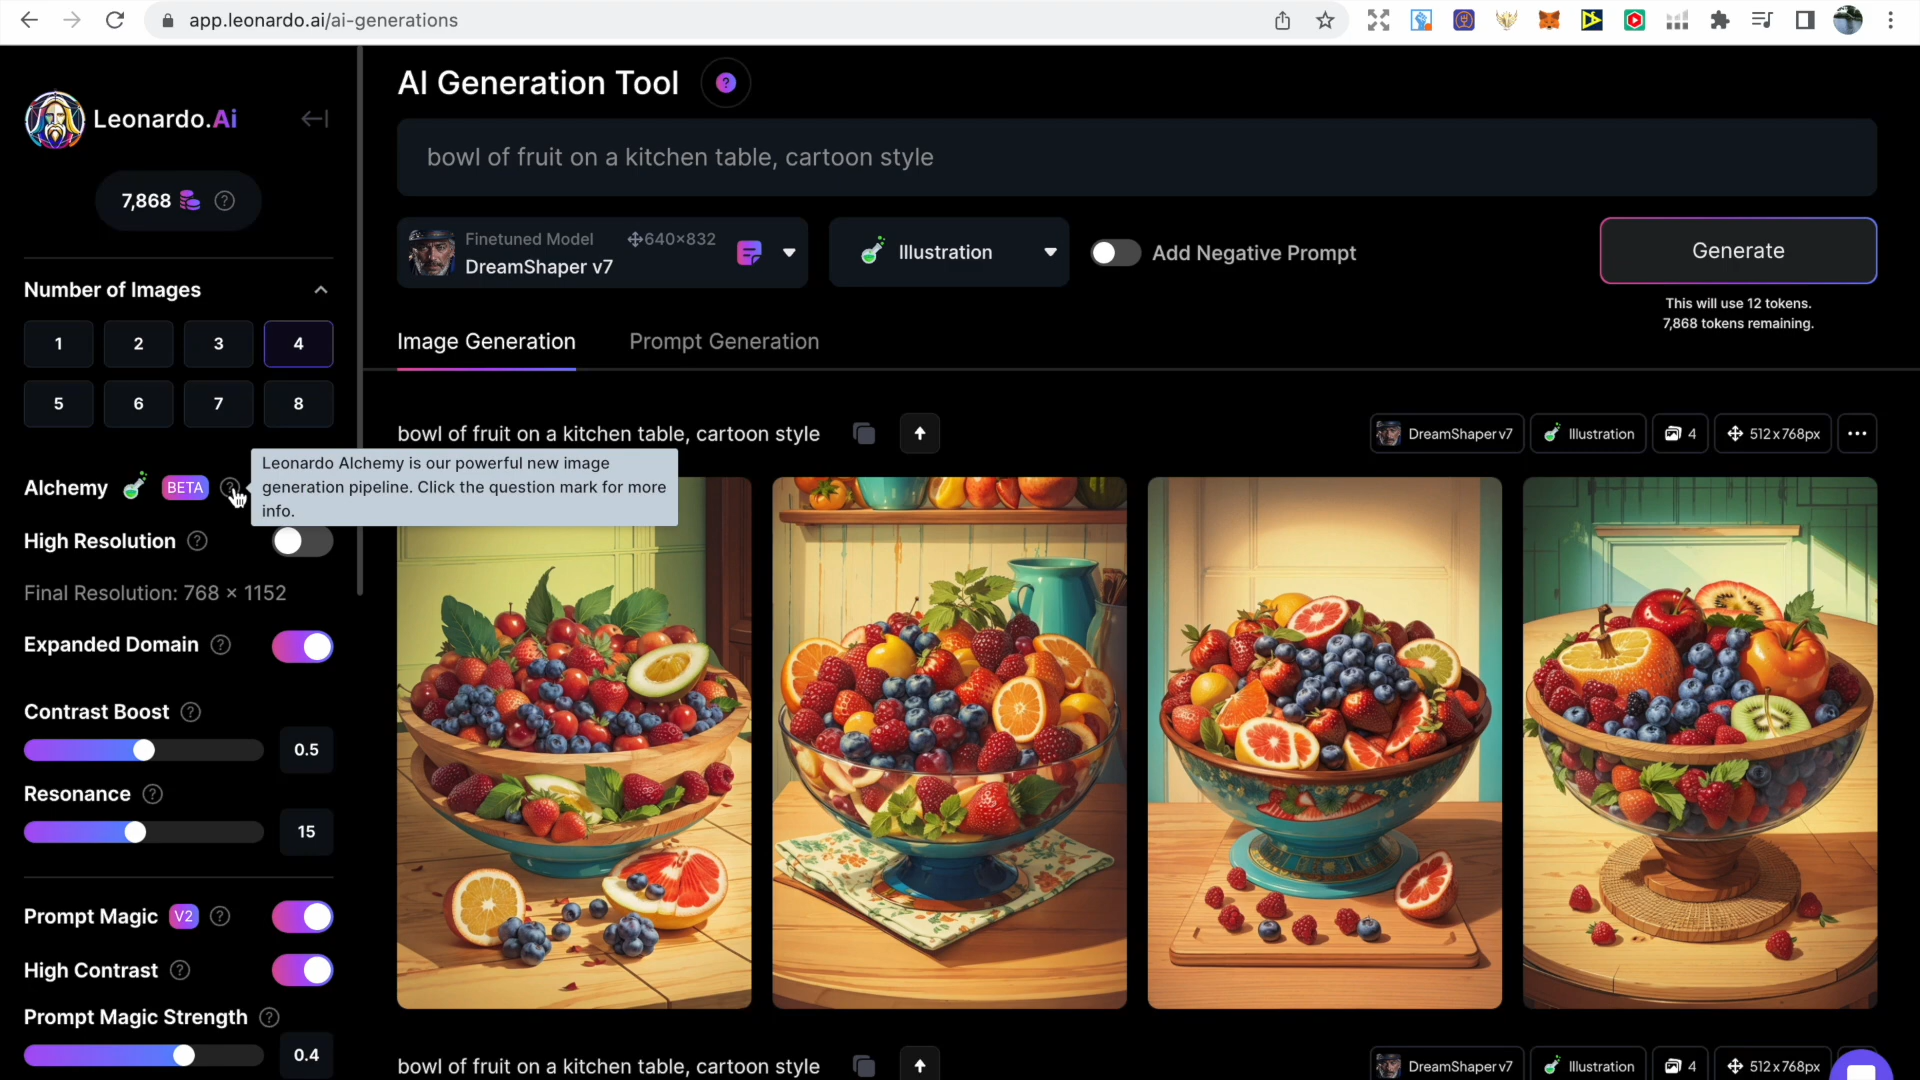 app.leonardo.ai/ai-generations
Leonardo.Ai
7,868
Number of Images
1 2 3 4
5 6 7 8
Alchemy BETA
Leonardo Alchemy is our powerful new image
generation pipeline. Click the question mark for more
info.
High Resolution
Final Resolution: 768 × 1152
Expanded Domain
Contrast Boost
0.5
Resonance
15
Prompt Magic V2
High Contrast
Prompt Magic Strength
0.4
AI Generation Tool
bowl of fruit on a kitchen table, cartoon style
Finetuned Model 640×832
DreamShaper v7
Illustration
Add Negative Prompt
Generate
This will use 12 tokens.
7,868 tokens remaining.
Image Generation Prompt Generation
bowl of fruit on a kitchen table, cartoon style
DreamShaper v7 Illustration 4 512x768px
bowl of fruit on a kitchen table, cartoon style
DreamShaper v7 Illustration 4 512x768px